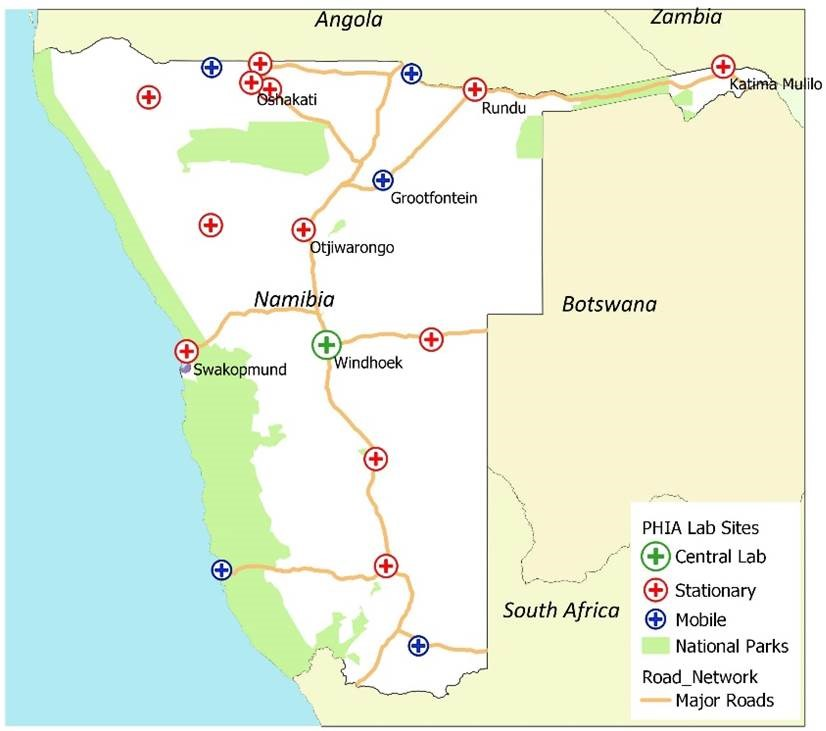 Angola
Zambia
Katima Mulilo
Oshakati
Rundu
Grootfontein
Otjiwarongo
Namibia
Botswana
Windhoek
Swakopmund
South Africa
PHIA Lab Sites
Central Lab
Stationary
Mobile
National Parks
Road_Network
Major Roads